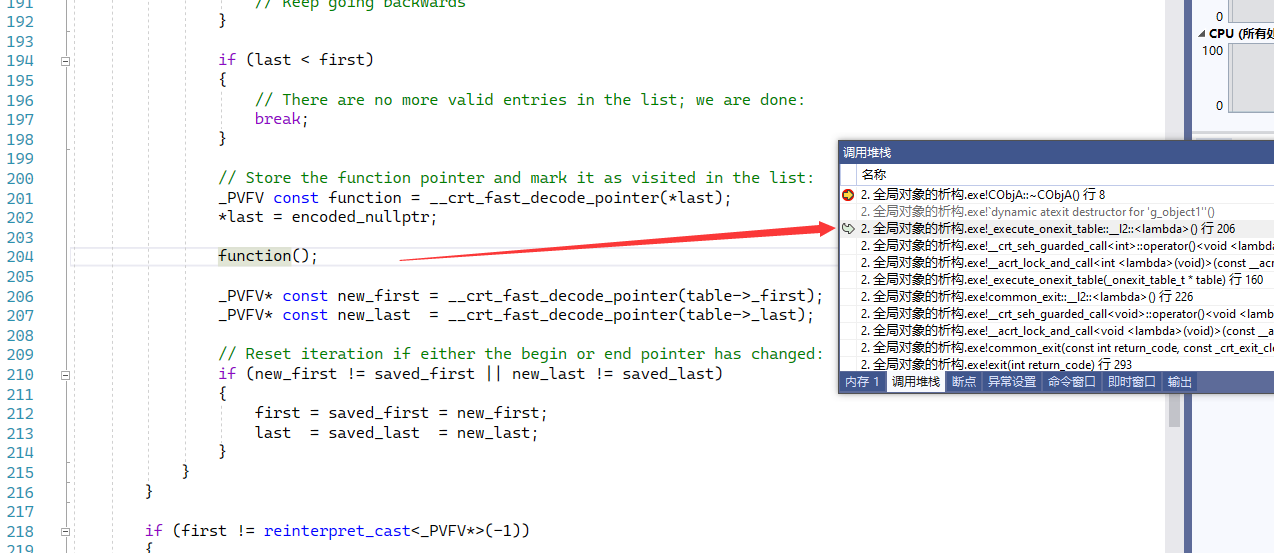 191 // Keep going backwards
192 }
193
194 if (last < first)
195 {
196 // There are no more valid entries in the list; we are done:
197 break;
198 }
199
200 // Store the function pointer and mark it as visited in the list:
201 _PVFV const function = __crt_fast_decode_pointer(*last);
202 *last = encoded_nullptr;
203
204 function();
205
206 _PVFV* const new_first = __crt_fast_decode_pointer(table->_first);
207 _PVFV* const new_last = __crt_fast_decode_pointer(table->_last);
208
209 // Reset iteration if either the begin or end pointer has changed:
210 if (new_first != saved_first || new_last != saved_last)
211 {
212 first = saved_first = new_first;
213 last = saved_last = new_last;
214 }
215 }
216 }
217
218 if (first != reinterpret_cast<_PVFV*>(-1))
219 {
0
CPU (所有处
100
0
调用堆栈
名称
2. 全局对象的析构.exe!CObjA::~CObjA() 行 8
2. 全局对象的析构.exe!`dynamic atexit destructor for 'g_object1''()
2. 全局对象的析构.exe!_execute_onexit_table::__l2::<lambda>() 行 206
2. 全局对象的析构.exe!__crt_seh_guarded_call<int>::operator()<void <lambda
2. 全局对象的析构.exe!__acrt_lock_and_call<int <lambda>(void)>(const __acr
2. 全局对象的析构.exe!_execute_onexit_table(_onexit_table_t * table) 行 160
2. 全局对象的析构.exe!common_exit::__l2::<lambda>() 行 226
2. 全局对象的析构.exe!__crt_seh_guarded_call<void>::operator()<void <lamb
2. 全局对象的析构.exe!__acrt_lock_and_call<void <lambda>(void)>(const __a
2. 全局对象的析构.exe!common_exit(const int return_code, const _crt_exit_cle
2. 全局对象的析构.exe!exit(int return_code) 行 293
内存 1 调用堆栈 断点 异常设置 命令窗口 即时窗口 输出